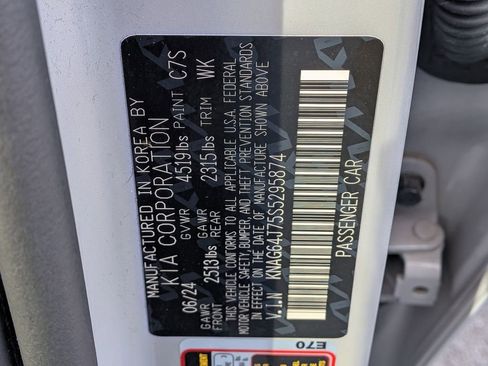 MANUFACTURED IN KOREA BY
KIA CORPORATION
06/24 GVWR 4519lbs PAINT C7S
GAWR FRONT 2513lbs GAWR REAR 2315lbs TRIM WK
THIS VEHICLE CONFORMS TO ALL APPLICABLE U.S.A. FEDERAL
MOTOR VEHICLE SAFETY, BUMPER, AND THEFT PREVENTION STANDARDS
IN EFFECT ON THE DATE OF MANUFACTURE SHOWN ABOVE
V.I.N KNAG64J75S5295874
PASSENGER CAR
E70